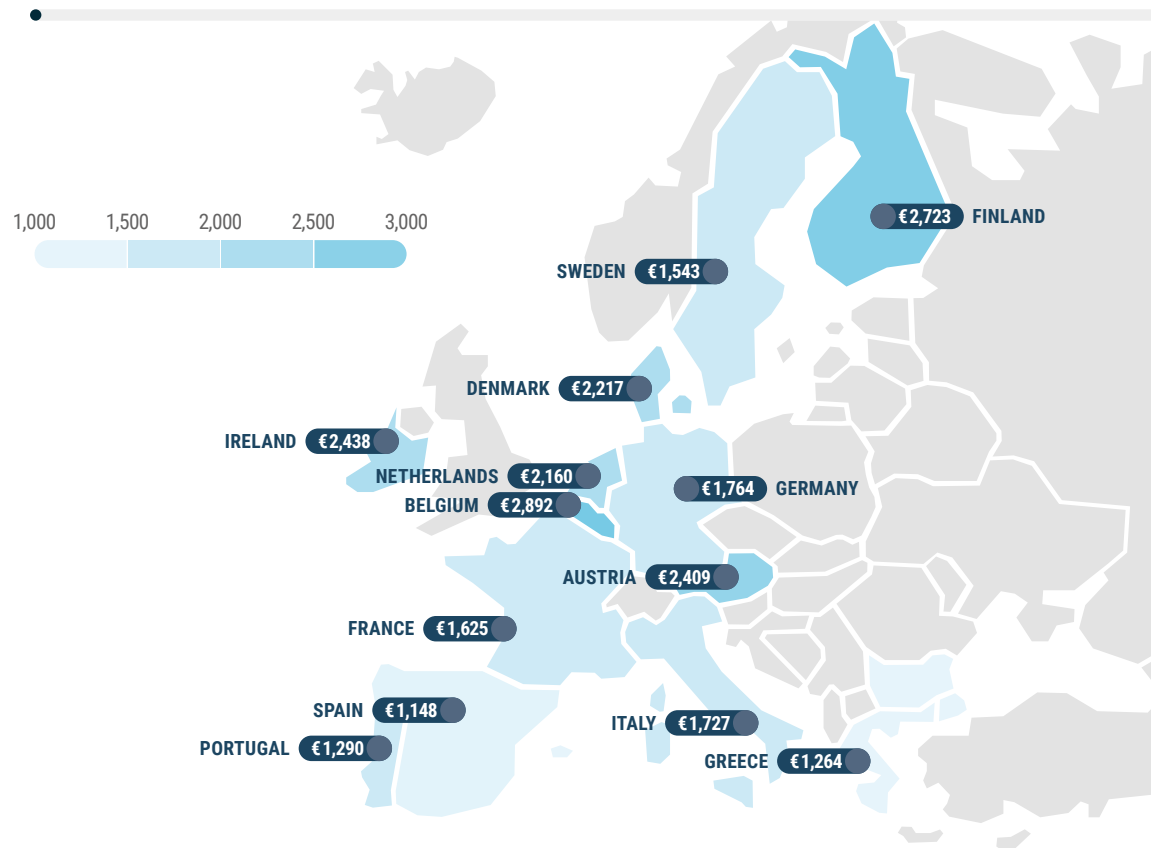 1,000 1,500 2,000 2,500 3,000
€2,723 FINLAND
SWEDEN €1,543
DENMARK €2,217
IRELAND €2,438
NETHERLANDS €2,160
€1,764 GERMANY
BELGIUM €2,892
AUSTRIA €2,409
FRANCE €1,625
SPAIN €1,148
ITALY €1,727
PORTUGAL €1,290
GREECE €1,264